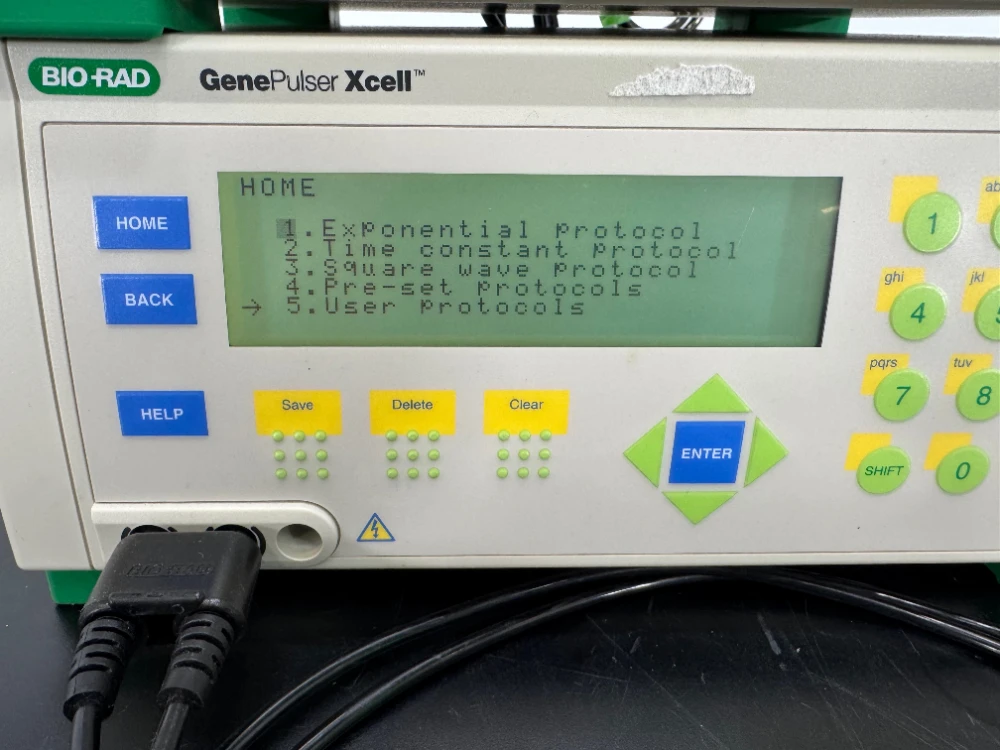 BIO-RAD
GenePulser Xcell™
HOME
1.Exponential protocol
2.Time constant protocol
3.Square wave protocol
4.Pre-set protocols
→ 5.User protocols
HOME
BACK
HELP
Save
Delete
Clear
ENTER
1
ghi
jkl
4
5
pqrs
tuv
7
8
SHIFT
0
BIO-RAD